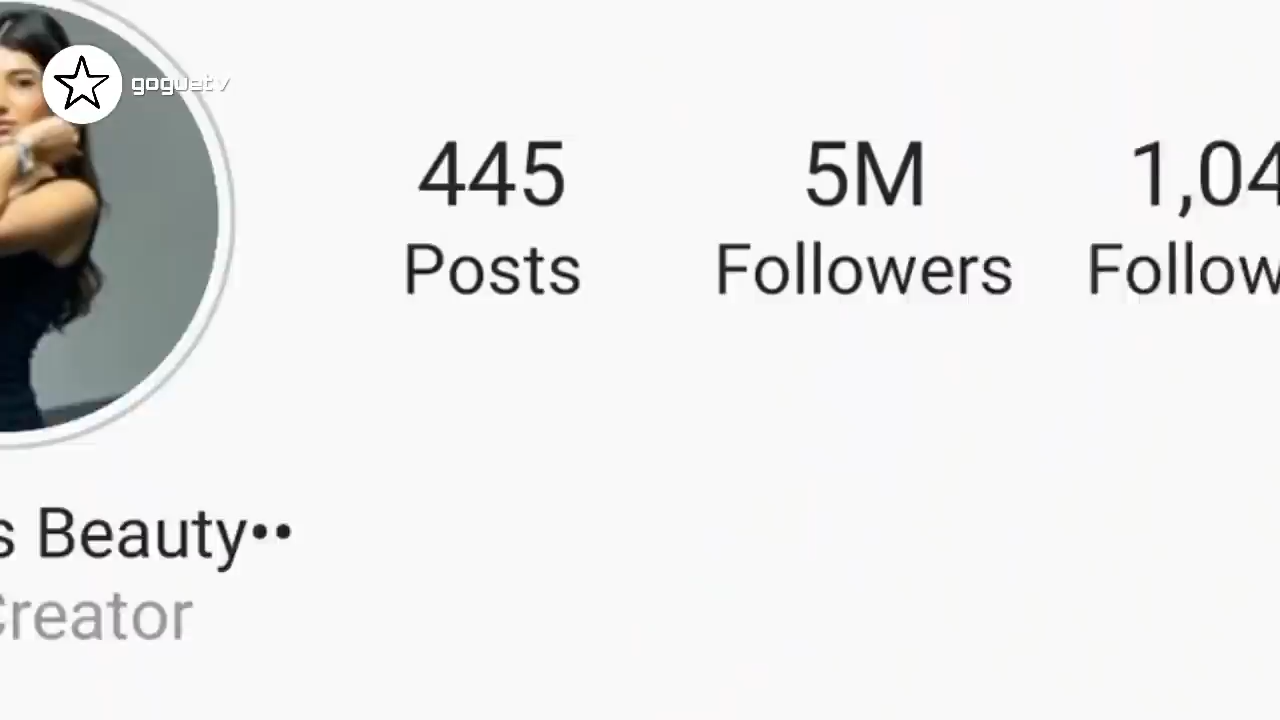 goguetv
445 5M 1,04
Posts Followers Follow
s Beauty••
Creator